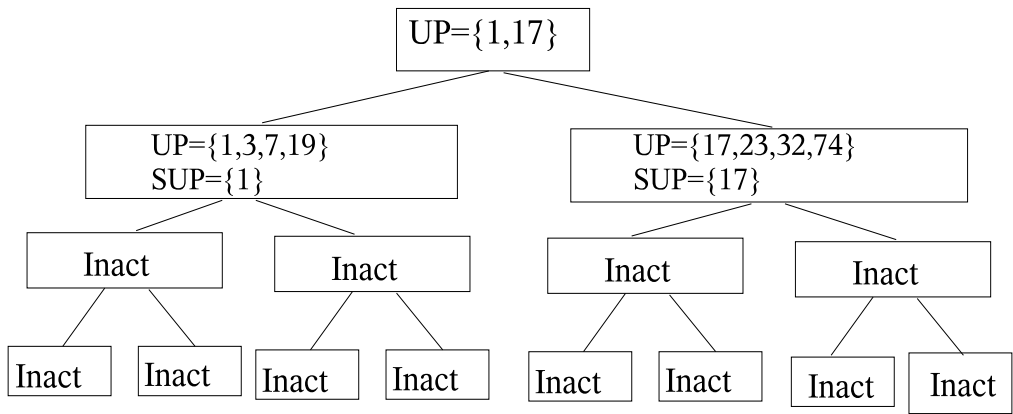 UP={1,17}
UP={1,3,7,19}
SUP={1}
UP={17,23,32,74}
SUP={17}
Inact
Inact
Inact
Inact
Inact
Inact
Inact
Inact
Inact
Inact
Inact
Inact